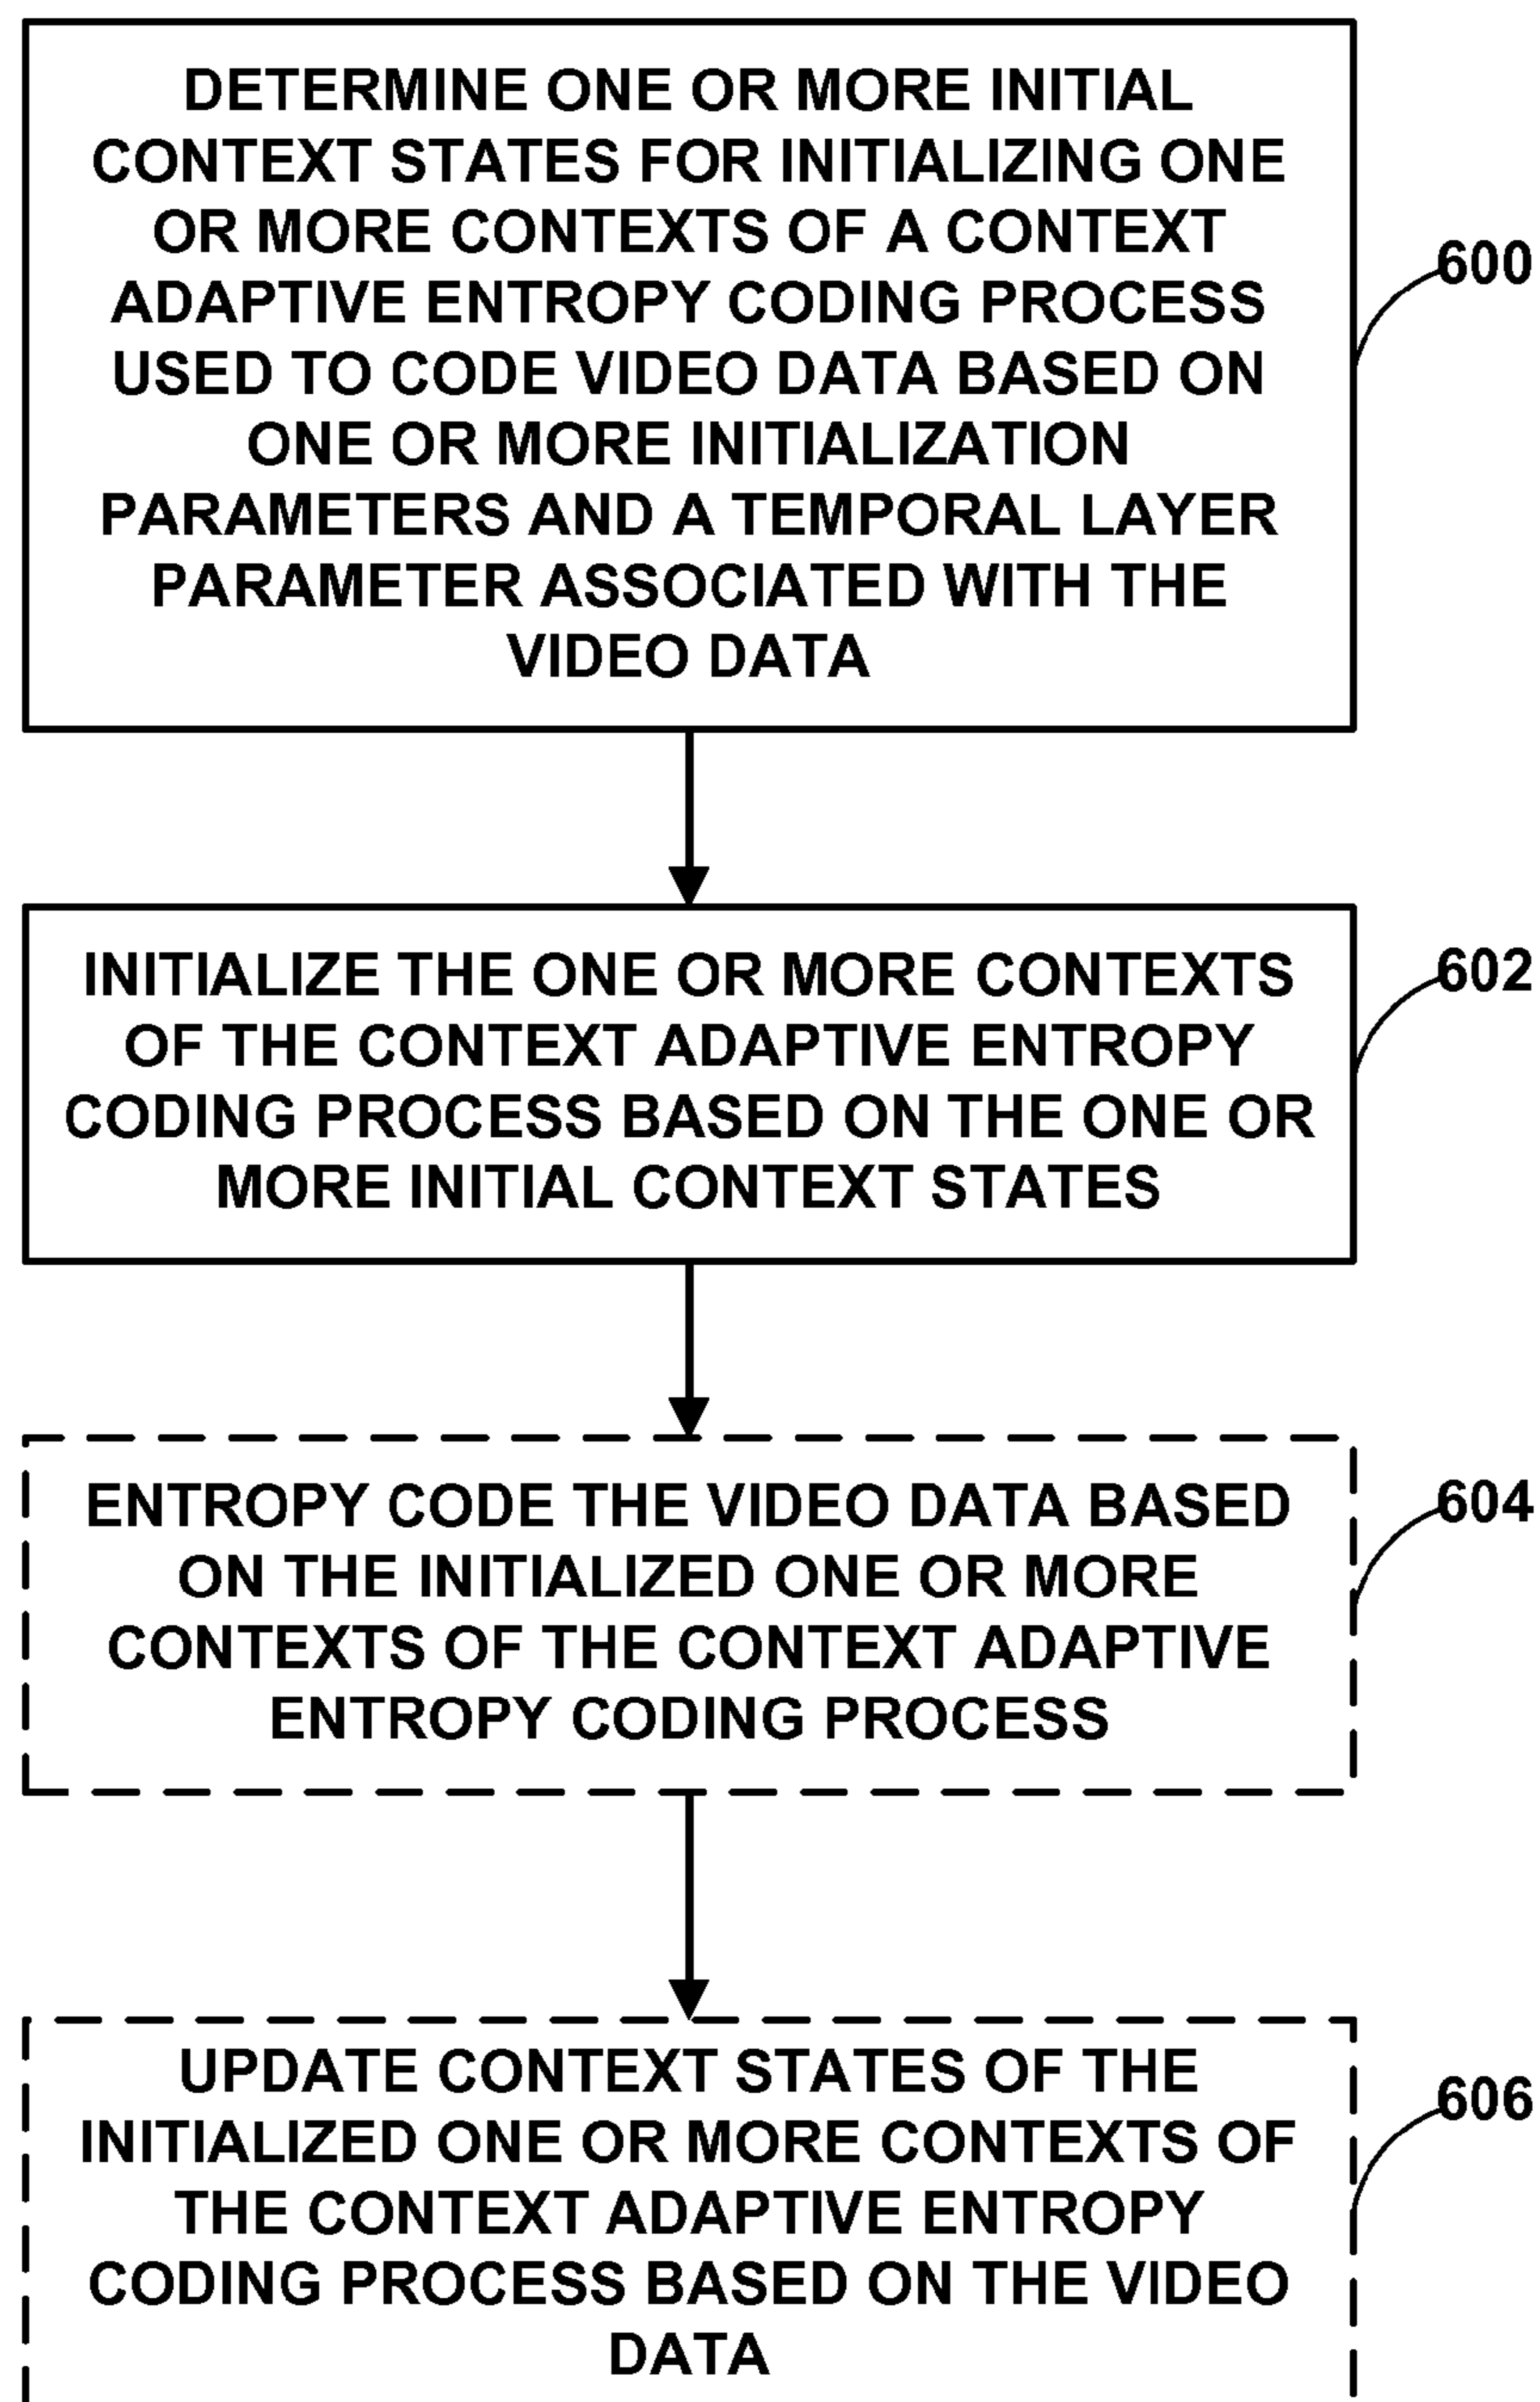 DETERMINE ONE OR MORE INITIAL
CONTEXT STATES FOR INITIALIZING ONE
OR MORE CONTEXTS OF A CONTEXT
ADAPTIVE ENTROPY CODING PROCESS
USED TO CODE VIDEO DATA BASED ON
ONE OR MORE INITIALIZATION
PARAMETERS AND A TEMPORAL LAYER
PARAMETER ASSOCIATED WITH THE
VIDEO DATA
600
INITIALIZE THE ONE OR MORE CONTEXTS
OF THE CONTEXT ADAPTIVE ENTROPY
CODING PROCESS BASED ON THE ONE OR
MORE INITIAL CONTEXT STATES
602
ENTROPY CODE THE VIDEO DATA BASED
ON THE INITIALIZED ONE OR MORE
CONTEXTS OF THE CONTEXT ADAPTIVE
ENTROPY CODING PROCESS
604
UPDATE CONTEXT STATES OF THE
INITIALIZED ONE OR MORE CONTEXTS OF
THE CONTEXT ADAPTIVE ENTROPY
CODING PROCESS BASED ON THE VIDEO
DATA
606